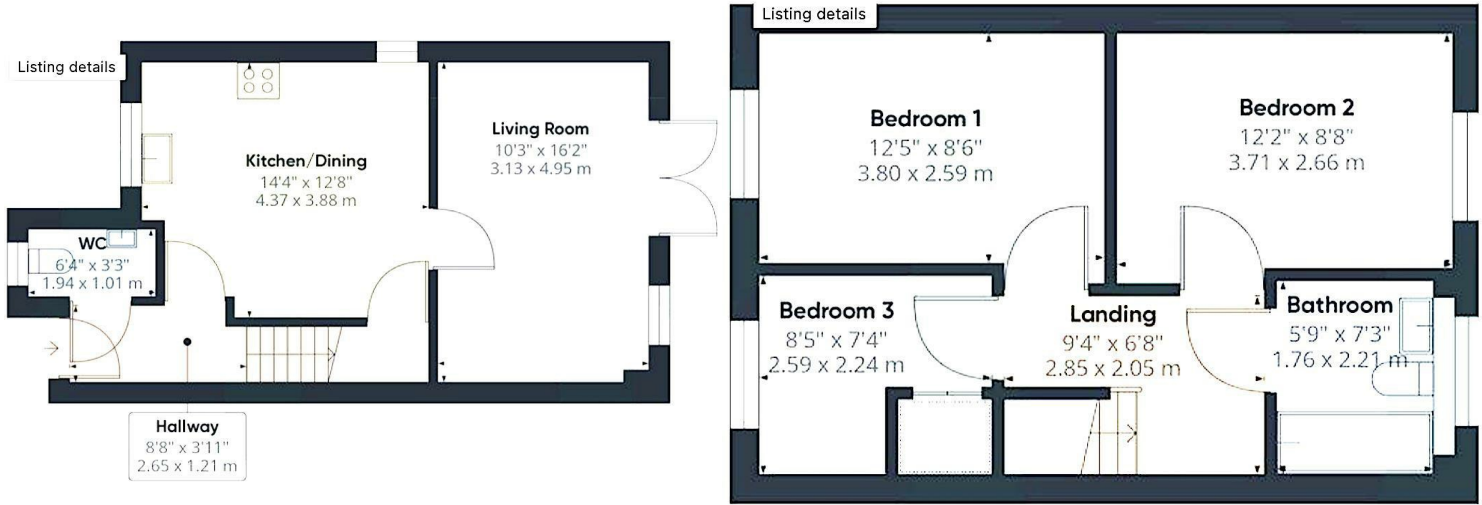 Listing details
Kitchen/Dining
14'4" x 12'8"
4.37 x 3.88 m
Living Room
10'3" x 16'2"
3.13 x 4.95 m
WC
6'4" x 3'3"
1.94 x 1.01 m
Hallway
8'8" x 3'11"
2.65 x 1.21 m
Listing details
Bedroom 1
12'5" x 8'6"
3.80 x 2.59 m
Bedroom 2
12'2" x 8'8"
3.71 x 2.66 m
Bedroom 3
8'5" x 7'4"
2.59 x 2.24 m
Landing
9'4" x 6'8"
2.85 x 2.05 m
Bathroom
5'9" x 7'3"
1.76 x 2.21 m